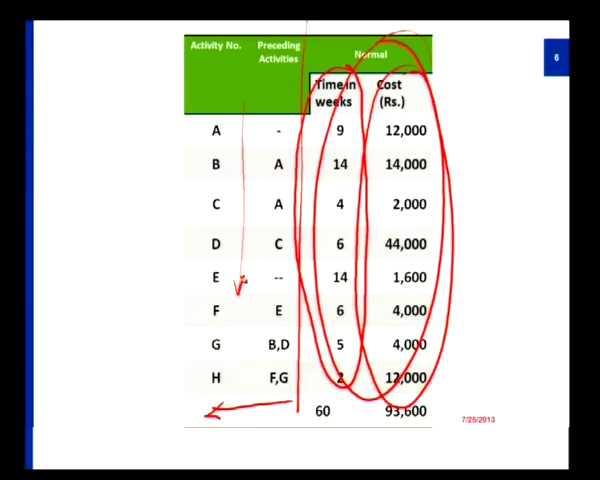 6
Activity No. Preceding Activities Normal
Time in weeks Cost (Rs.)
A - 9 12,000
B A 14 14,000
C A 4 2,000
D C 6 44,000
E -- 14 1,600
F E 6 4,000
G B,D 5 4,000
H F,G 2 12,000
60 93,600
7/25/2013